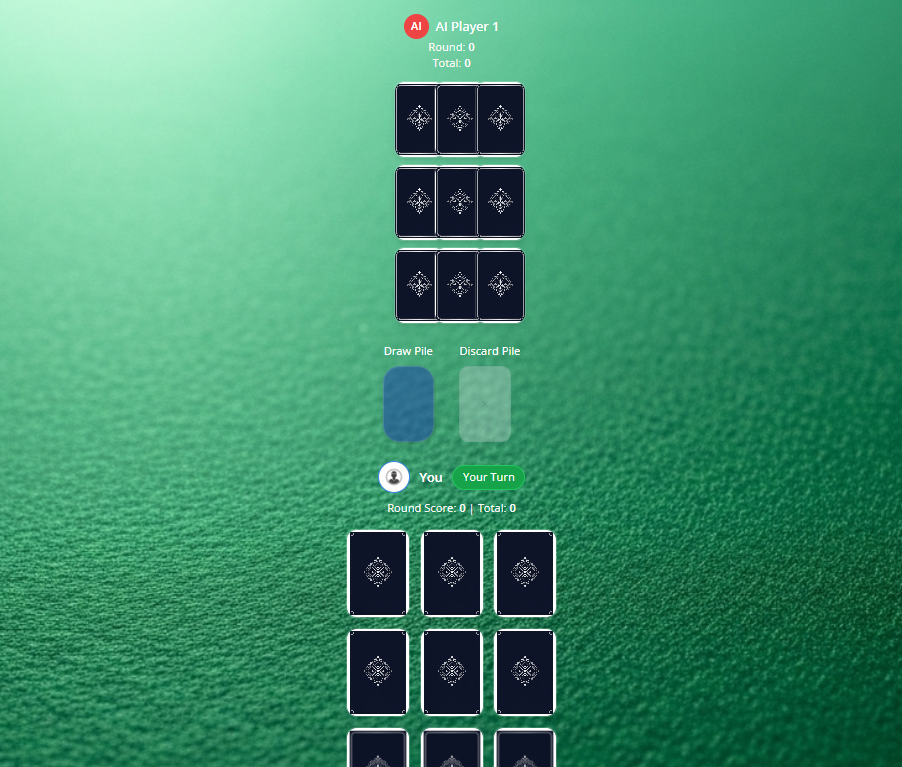 AI AI Player 1
Round: 0
Total: 0
Draw Pile Discard Pile
You Your Turn
Round Score: 0 | Total: 0